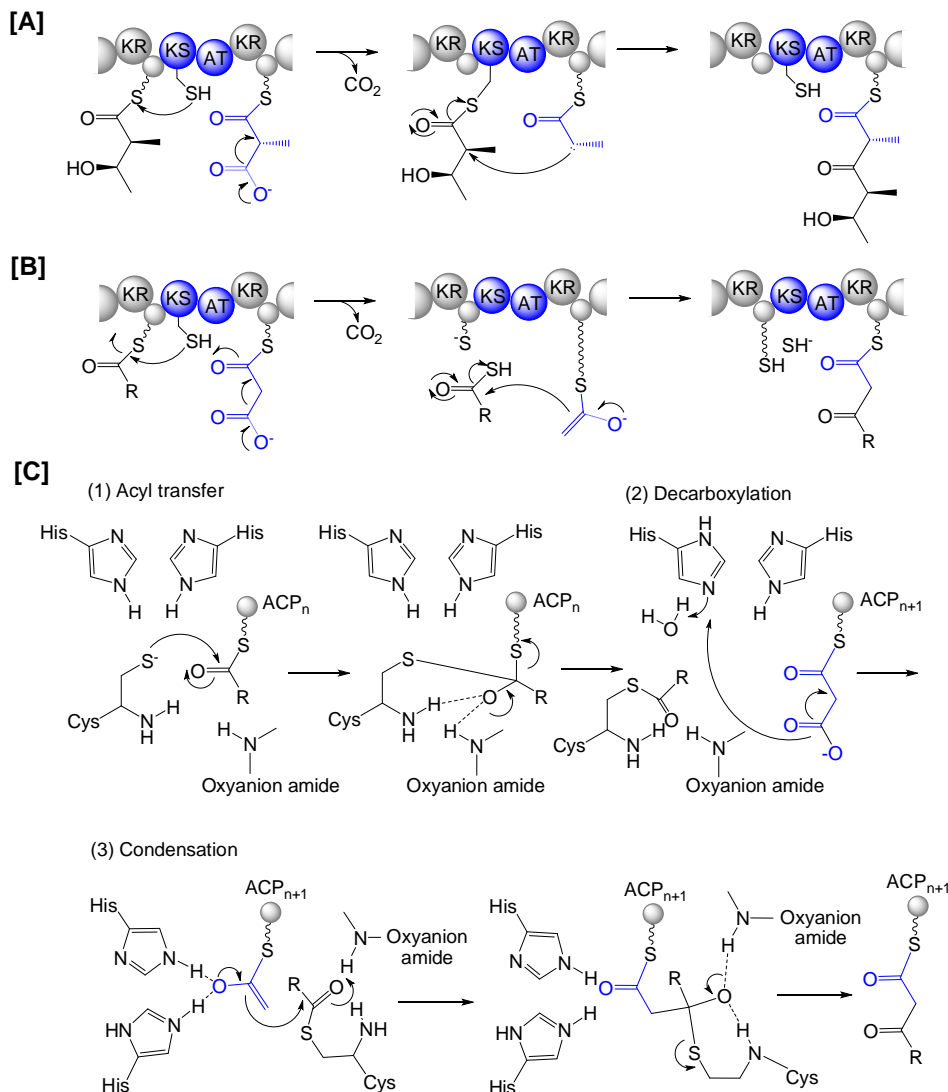 [A]
KR KS AT KR KR KS AT KR KR KS AT KR
S SH S CO2 S S SH S
O O O O O
HO O O- HO O
HO
[B]
KR KS AT KR KR KS AT KR KR KS AT KR
S SH S CO2 -S SH SH- S
O R O O SH S O
O O- R O- O R
[C]
(1) Acyl transfer (2) Decarboxylation
His N N His His N N His His H N N His
N H H N N H H N N H N
ACPn ACPn H H O ACPn+1
S- O S R S S O R S R O S O
Cys N H H Cys N H H N Cys N H H N O -O
H N H
Oxyanion amide Oxyanion amide Oxyanion amide
(3) Condensation
ACPn+1 ACPn+1 ACPn+1
His S H N Oxyanion amide His S H N Oxyanion amide S
N N H O R O N N H O R O O
HN N H S H NH HN N H S H N O R
His Cys His Cys